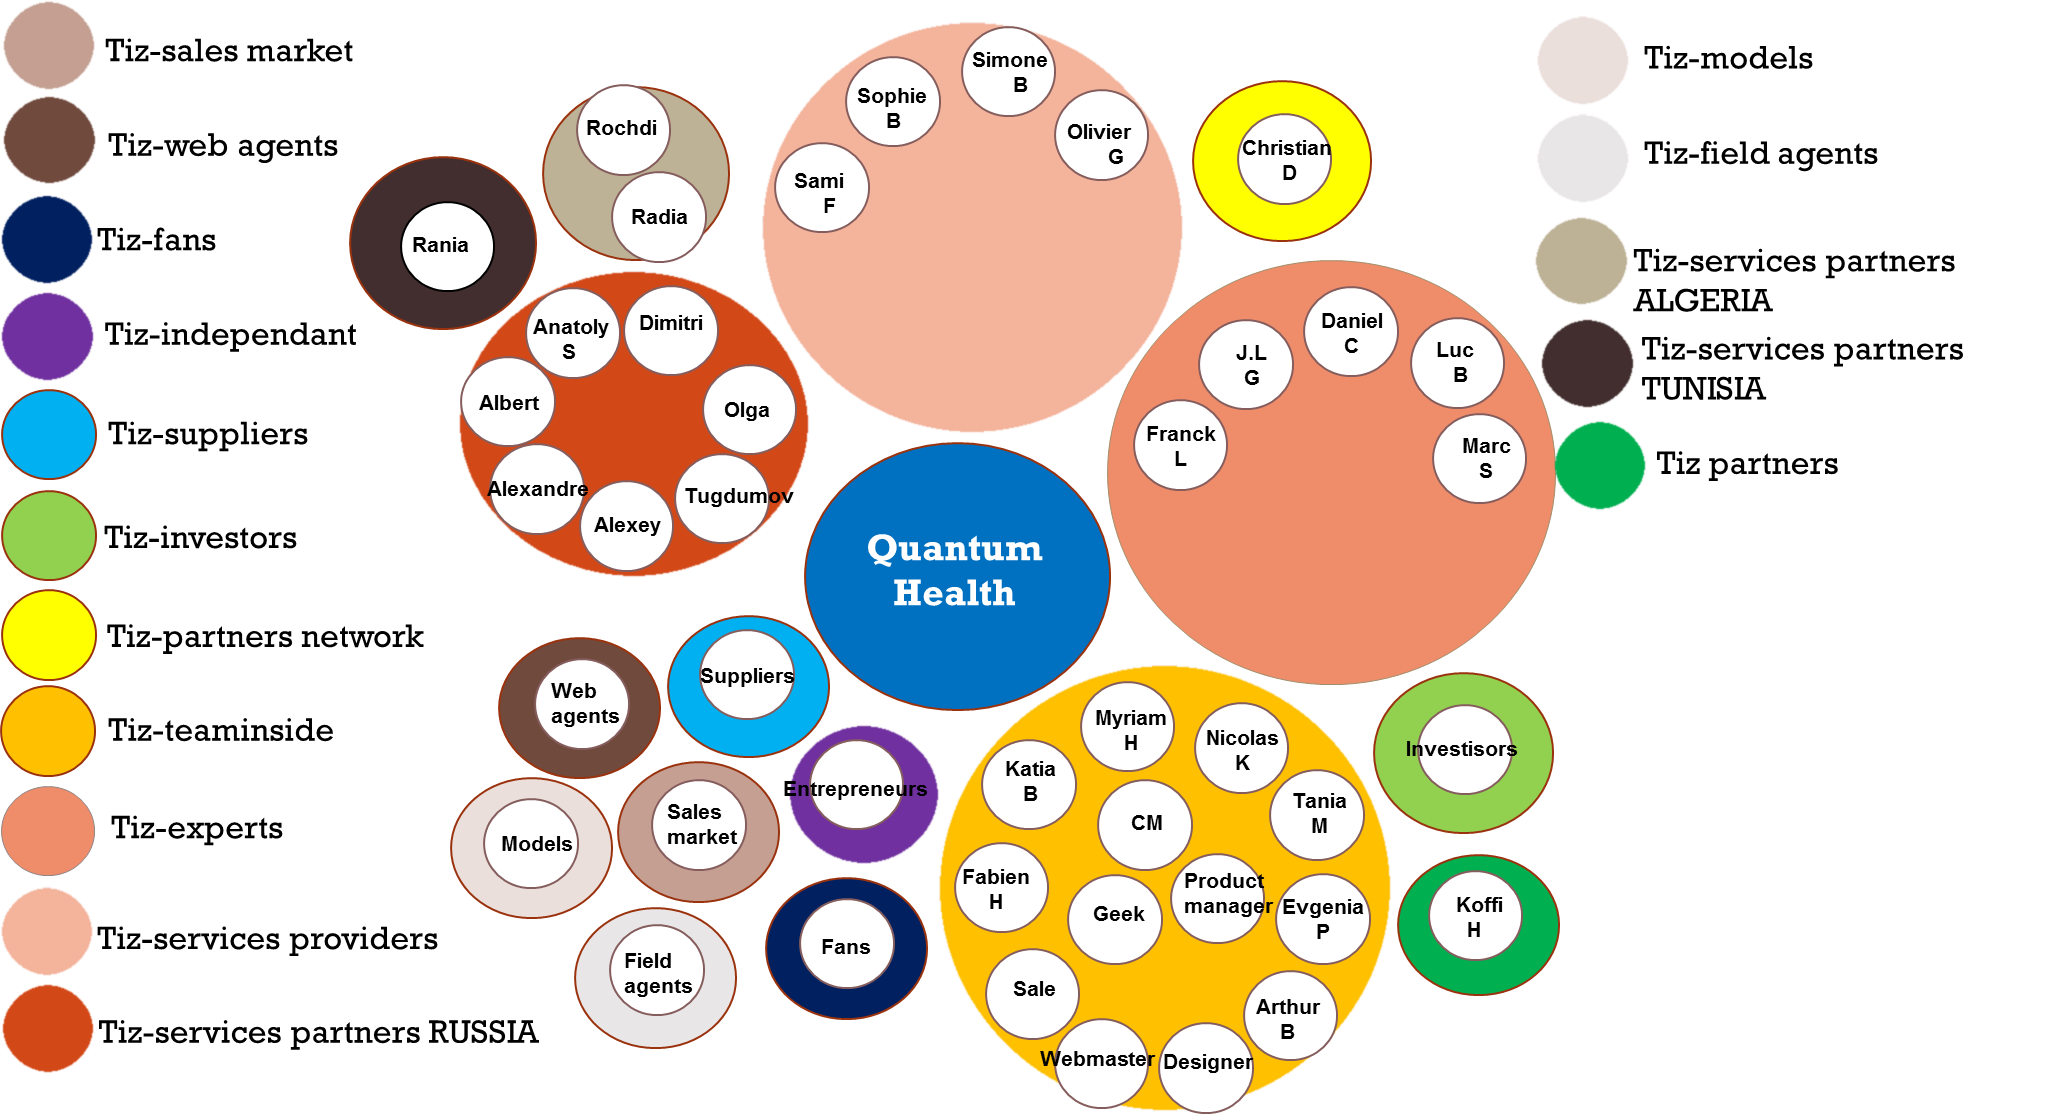 Tiz-sales market
Tiz-web agents
Tiz-fans
Tiz-independant
Tiz-suppliers
Tiz-investors
Tiz-partners network
Tiz-teaminside
Tiz-experts
Tiz-services providers
Tiz-services partners RUSSIA
Rania
Rochdi
Radia
Anatoly
S
Dimitri
Albert
Olga
Alexandre
Alexey
Tugdumov
Sami
F
Sophie
B
Simone
B
Olivier
G
Christian
D
Franck
L
J.L
G
Daniel
C
Luc
B
Marc
S
Quantum
Health
Web
agents
Suppliers
Entrepreneurs
Models
Sales
market
Field
agents
Fans
Myriam
H
Nicolas
K
Katia
B
CM
Tania
M
Fabien
H
Geek
Product
manager
Evgenia
P
Sale
Arthur
B
Webmaster
Designer
Investisors
Koffi
H
Tiz-models
Tiz-field agents
Tiz-services partners
ALGERIA
Tiz-services partners
TUNISIA
Tiz partners